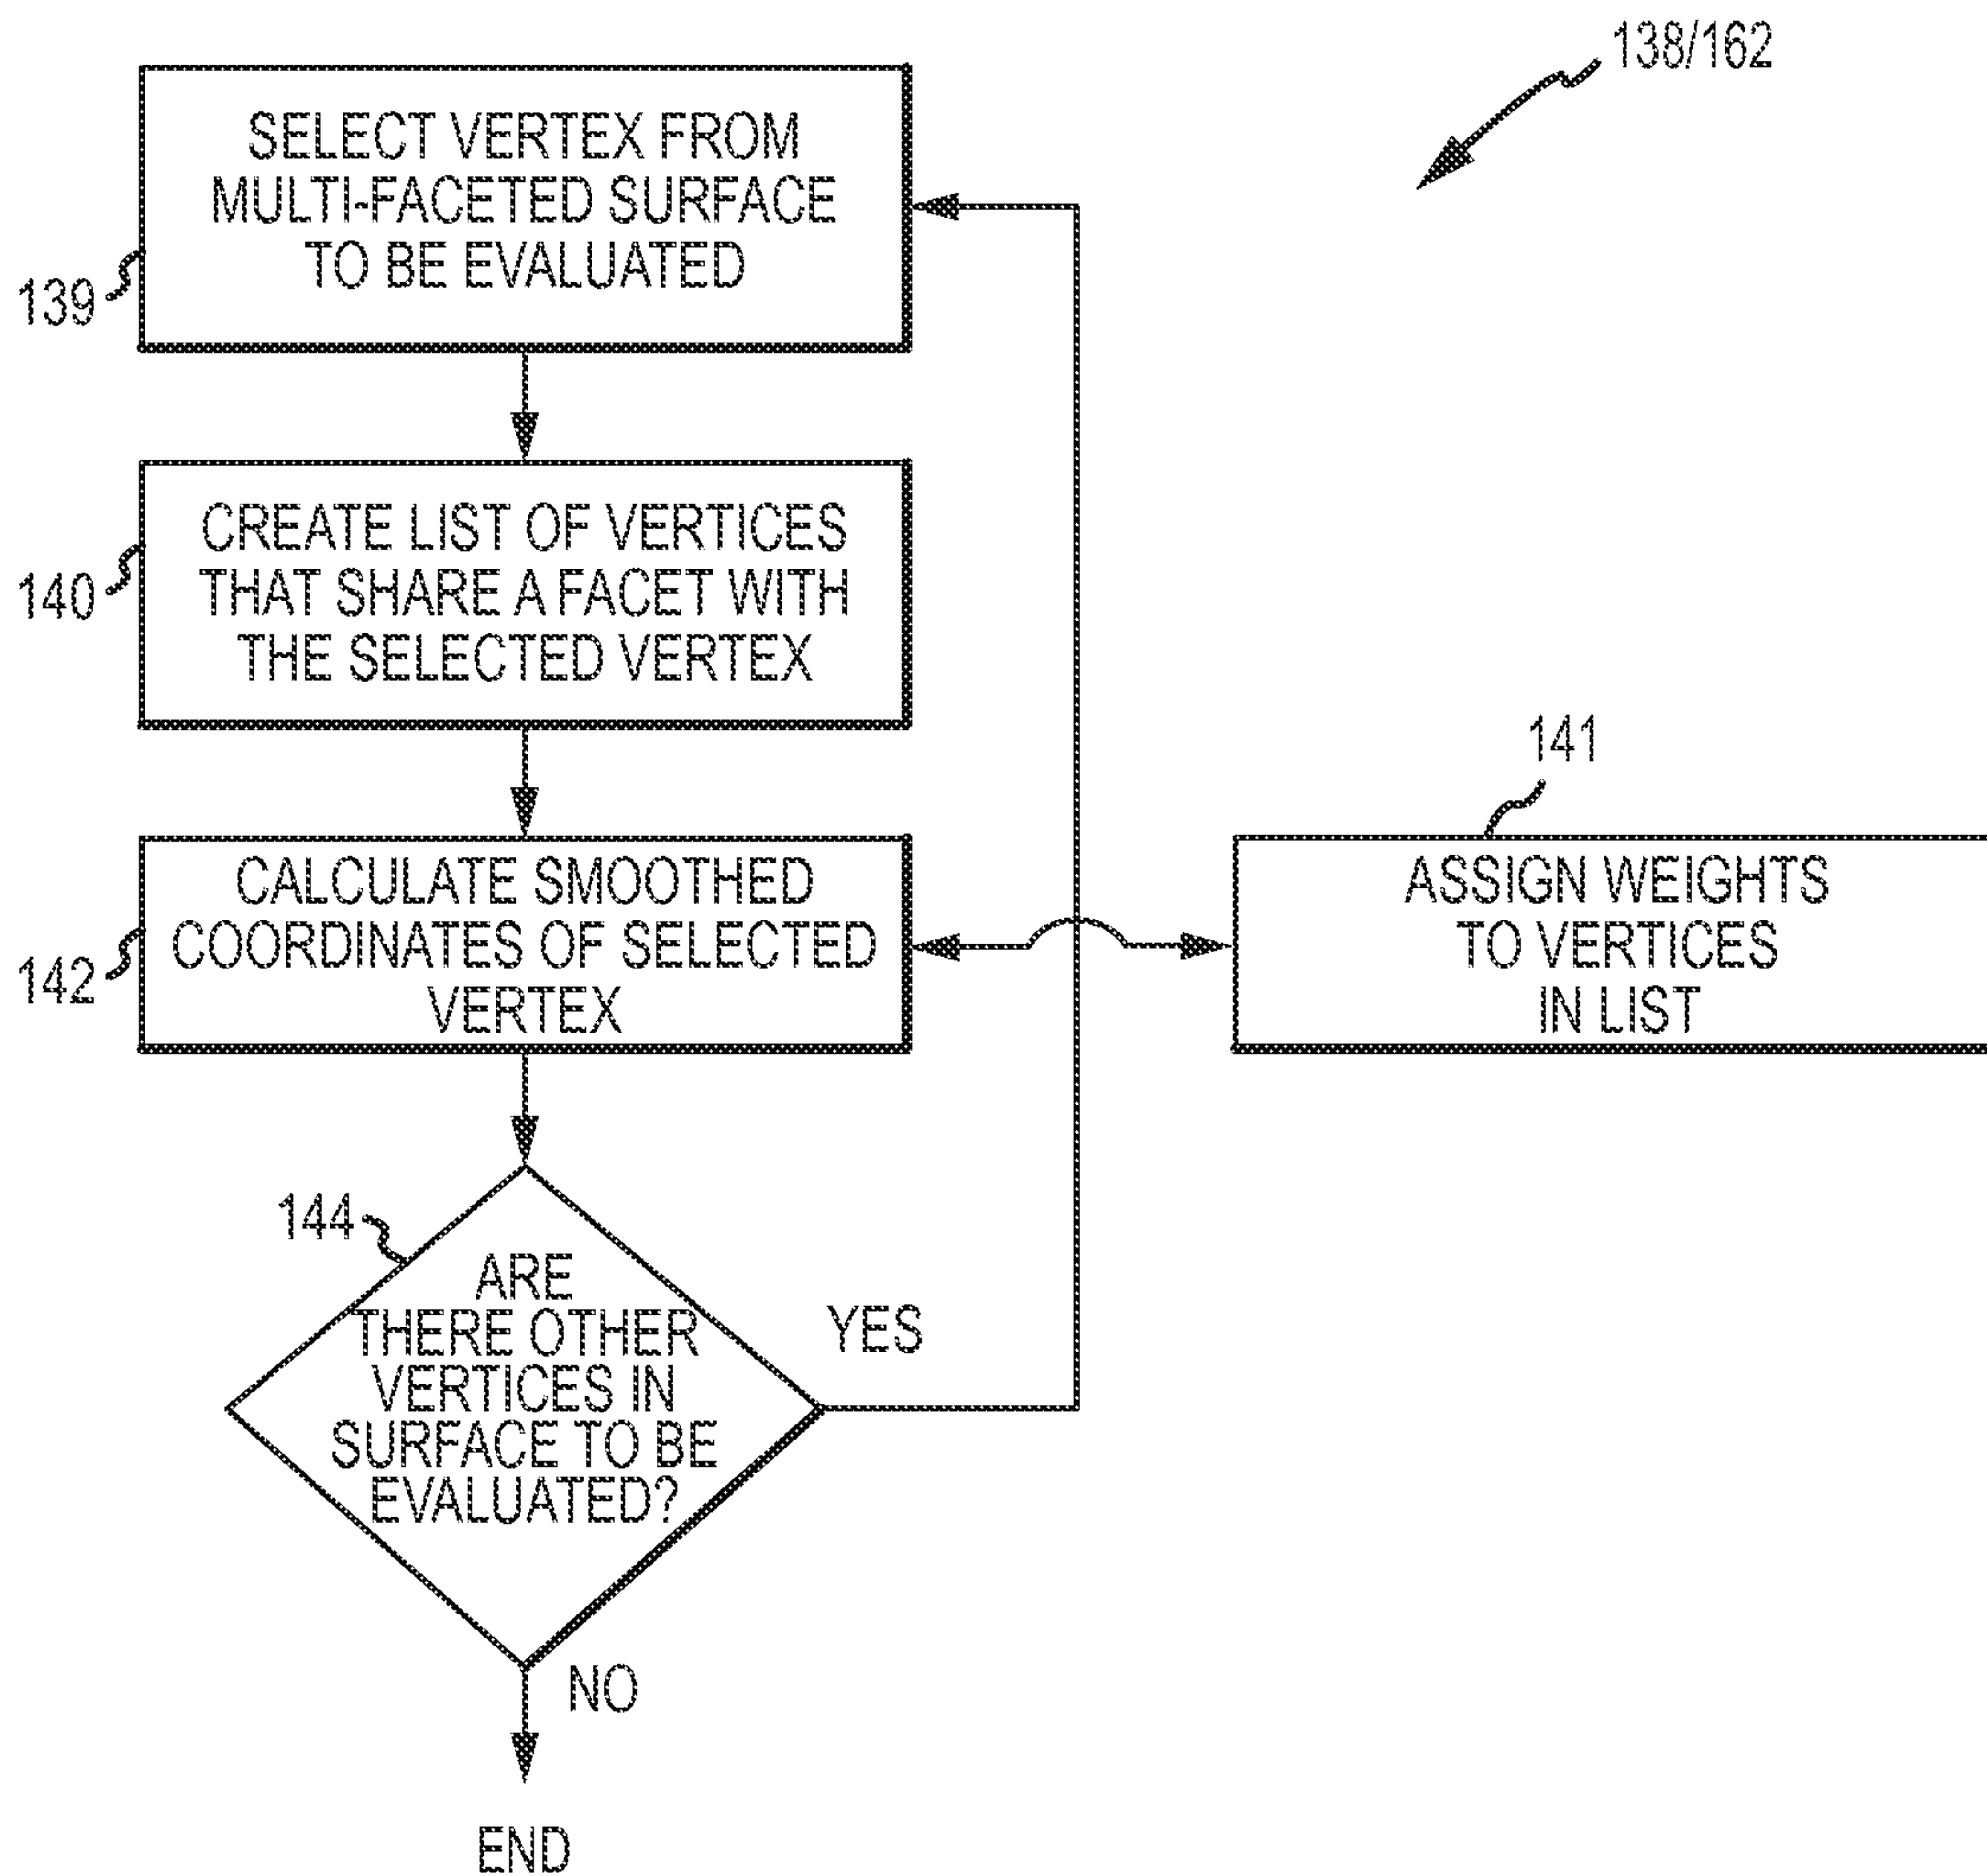 138/162
SELECT VERTEX FROM
MULTI-FACETED SURFACE
TO BE EVALUATED
139
CREATE LIST OF VERTICES
THAT SHARE A FACET WITH
THE SELECTED VERTEX
140
141
CALCULATE SMOOTHED
COORDINATES OF SELECTED
VERTEX
142
ASSIGN WEIGHTS
TO VERTICES
IN LIST
144
ARE
THERE OTHER
VERTICES IN
SURFACE TO BE
EVALUATED?
YES
NO
END